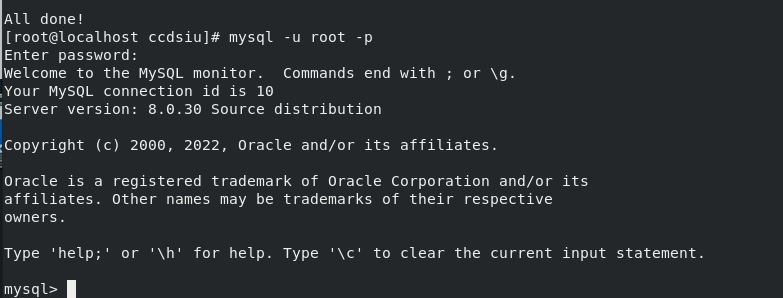 All done!
[root@localhost ccdsiu]# mysql -u root -p
Enter password:
Welcome to the MySQL monitor.  Commands end with ; or \g.
Your MySQL connection id is 10
Server version: 8.0.30 Source distribution
Copyright (c) 2000, 2022, Oracle and/or its affiliates.
Oracle is a registered trademark of Oracle Corporation and/or its
affiliates. Other names may be trademarks of their respective
owners.
Type 'help;' or '\h' for help. Type '\c' to clear the current input statement.
mysql>